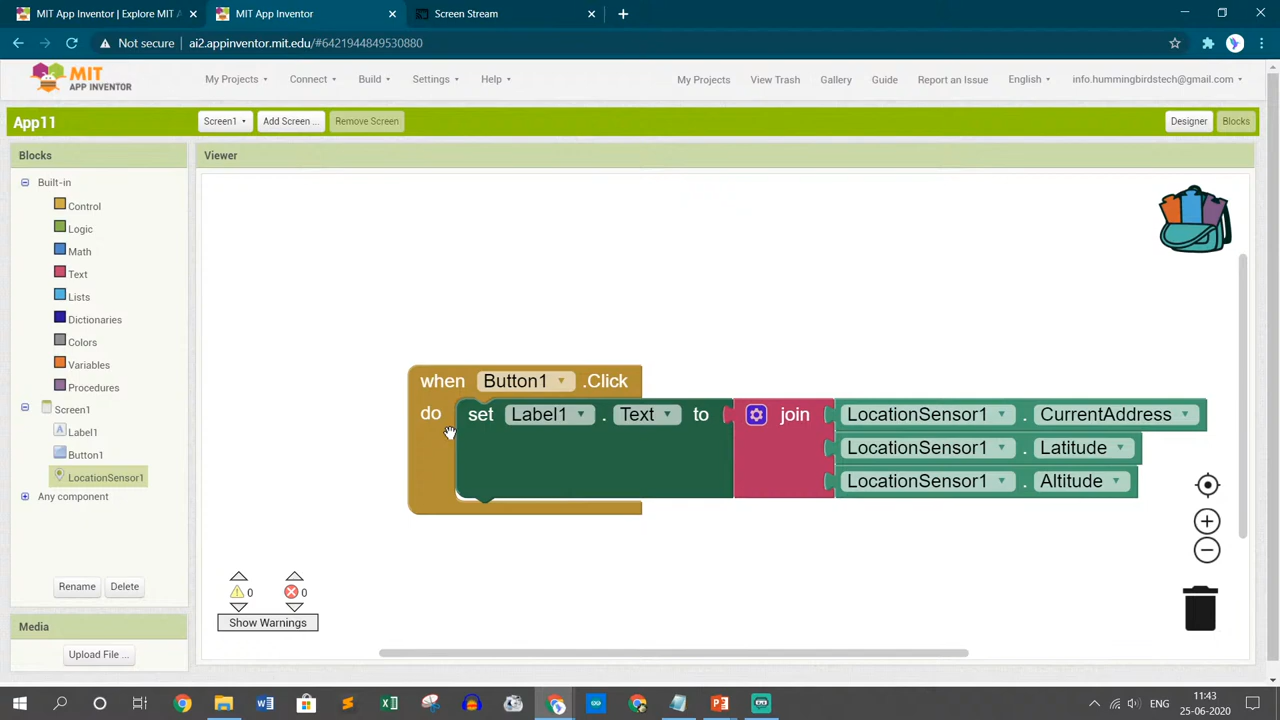 MIT App Inventor | Explore MIT A
MIT App Inventor
Screen Stream
Not secure
ai2.appinventor.mit.edu/#6421944849530880
MIT
APP INVENTOR
My Projects
Connect
Build
Settings
Help
My Projects
View Trash
Gallery
Guide
Report an Issue
English
info.hummingbirdstech@gmail.com
App11
Screen1
Add Screen ...
Remove Screen
Designer
Blocks
Blocks
Viewer
Built-in
Control
Logic
Math
Text
Lists
Dictionaries
Colors
Variables
Procedures
Screen1
Label1
Button1
LocationSensor1
Any component
Rename
Delete
Media
Upload File ...
when Button1 .Click
do set Label1 . Text to join LocationSensor1 . CurrentAddress
LocationSensor1 . Latitude
LocationSensor1 . Altitude
0
0
Show Warnings
ENG
11:43
25-06-2020